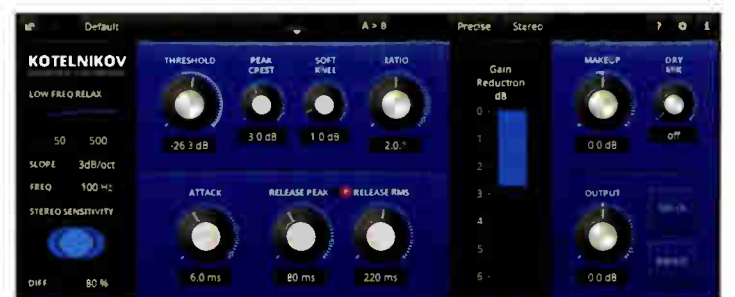 Default A > B Precise Stereo ? i
KOTELNIKOV
THRESHOLD PEAK CREST SOFT KNEE RATIO
-26.3 dB 3.0 dB 1.0 dB
LOW FREQ RELAX
50 500
SLOPE 3dB/oct
FREQ 100 Hz
STEREO SENSITIVITY
DIFF 80 %
ATTACK RELEASE PEAK RELEASE RMS
6.0 ms 80 ms 220 ms
Gain
Reduction
dB
0
1
2
3
4
5
6
MAKEUP DRY MIX
0.0 dB off
OUTPUT
0.0 dB